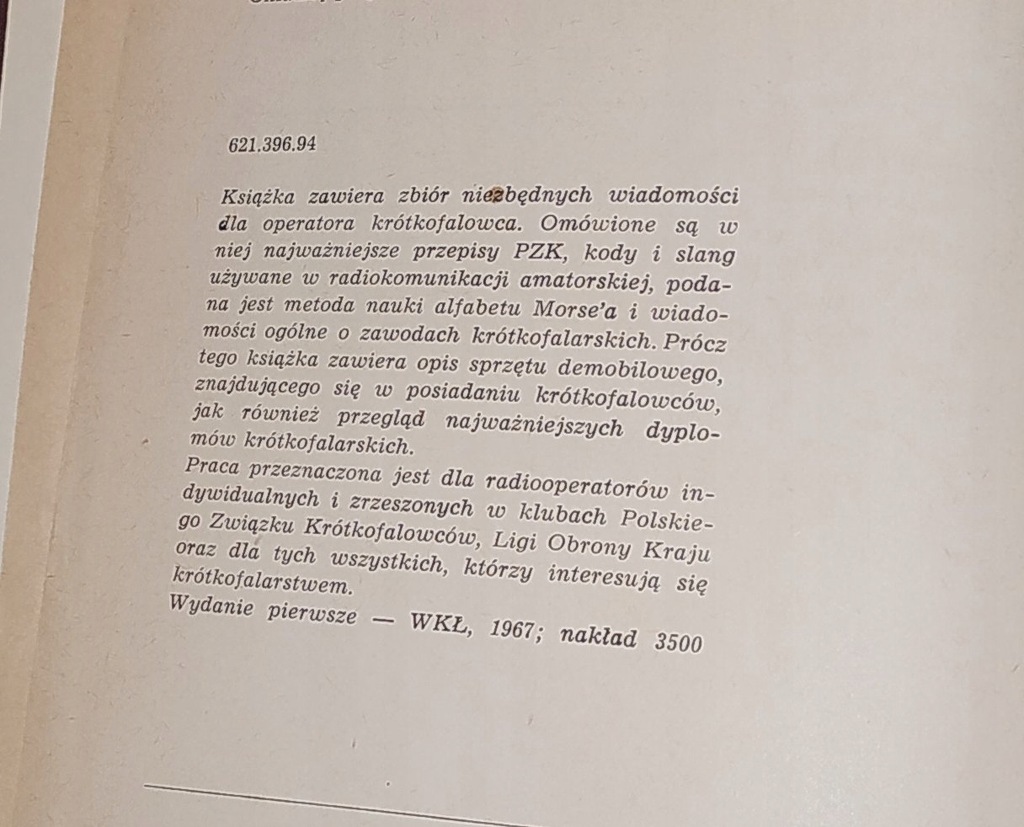 621.396.94
Książka zawiera zbiór niezbędnych wiadomości
dla operatora krótkofalowca. Omówione są w
niej najważniejsze przepisy PZK, kody i slang
używane w radiokomunikacji amatorskiej, poda-
na jest metoda nauki alfabetu Morse'a i wiado-
mości ogólne o zawodach krótkofalarskich. Prócz
tego książka zawiera opis sprzętu demobilowego,
znajdującego się w posiadaniu krótkofalowców,
jak również przegląd najważniejszych dyplo-
mów krótkofalarskich.
Praca przeznaczona jest dla radiooperatorów in-
dywidualnych i zrzeszonych w klubach Polskie-
go Związku Krótkofalowców, Ligi Obrony Kraju
oraz dla tych wszystkich, którzy interesują się
krótkofalarstwem.
Wydanie pierwsze — WKŁ, 1967; nakład 3500